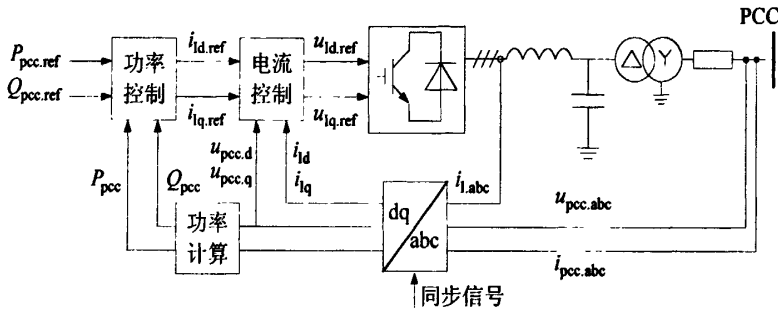 PCC
P_pcc.ref
Q_pcc.ref
功率
控制
i_ld.ref
i_lq.ref
电流
控制
u_ld.ref
u_lq.ref
Δ
Y
P_pcc
Q_pcc
u_pcc.d
u_pcc.q
i_ld
i_lq
i_l.abc
功率
计算
dq
abc
u_pcc.abc
i_pcc.abc
同步信号